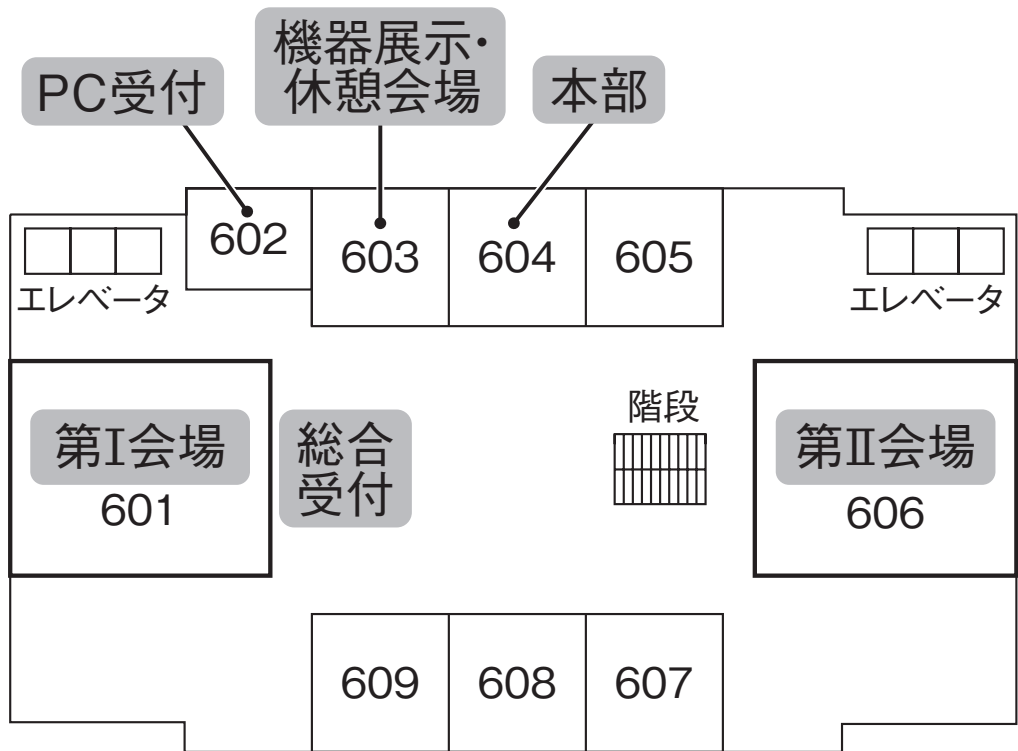 機器展示・
休憩会場
PC受付
本部
602
603
604
605
エレベータ
エレベータ
第Ⅰ会場
601
総合
受付
階段
第Ⅱ会場
606
609
608
607